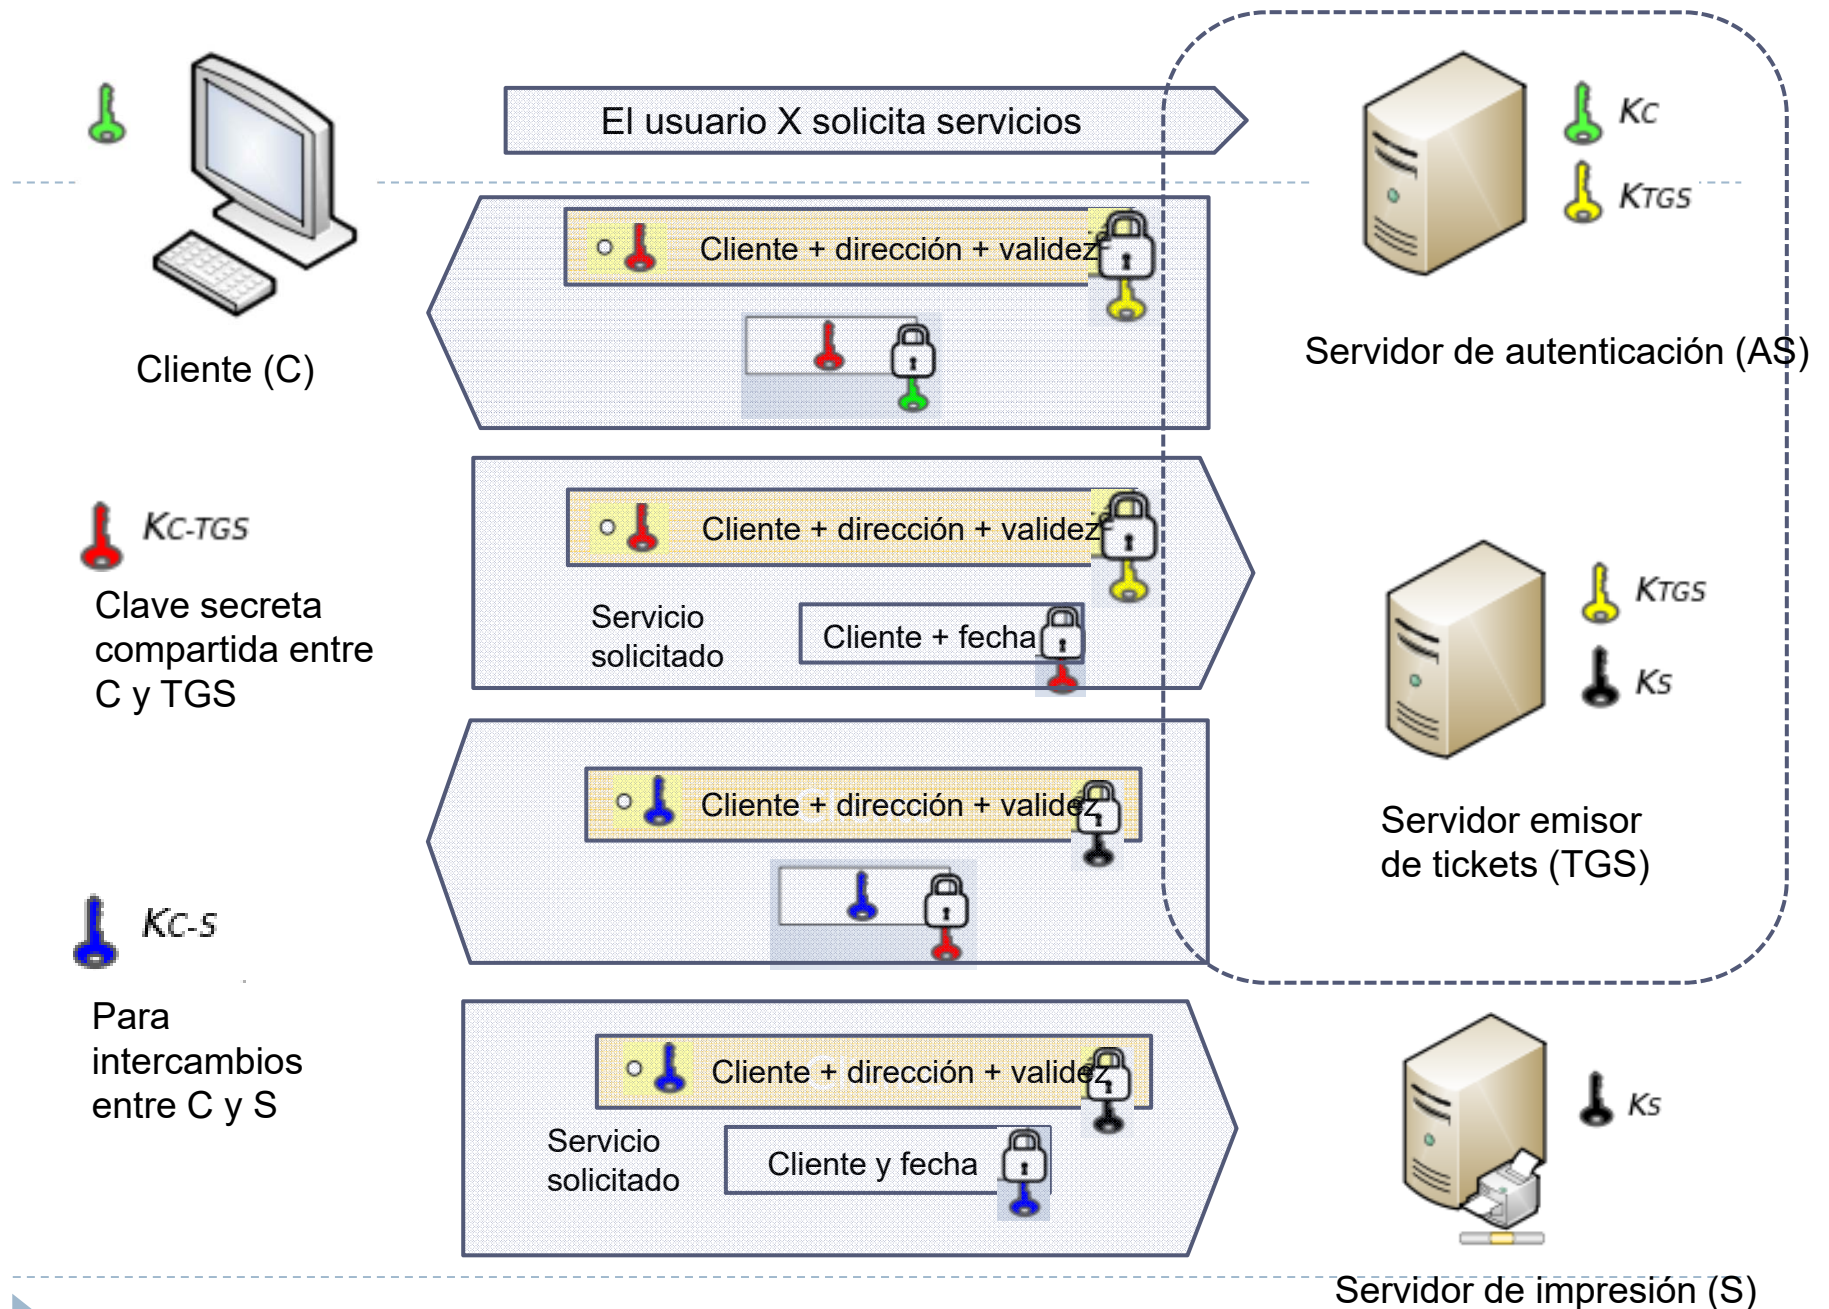 El usuario X solicita servicios
KC
KTGS
Cliente + dirección + validez
Servidor de autenticación (AS)
Cliente (C)
KC-TGS
Clave secreta
compartida entre
C y TGS
Cliente + dirección + validez
Servicio
solicitado
Cliente + fecha
KTGS
KS
Servidor emisor
de tickets (TGS)
Cliente + dirección + validez
KC-S
Para
intercambios
entre C y S
Cliente + dirección + validez
Servicio
solicitado
Cliente y fecha
KS
Servidor de impresión (S)